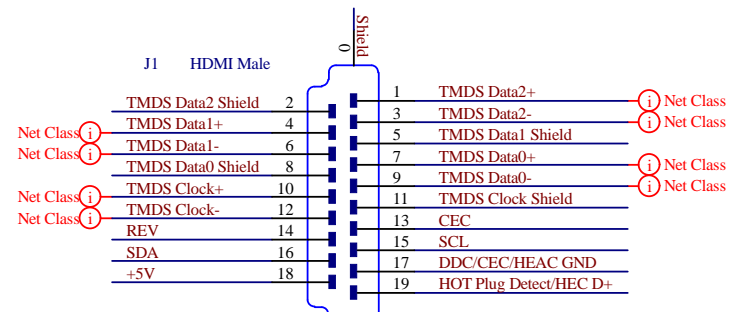 Shield
0
J1 HDMI Male
1 TMDS Data2+ i Net Class
TMDS Data2 Shield 2
3 TMDS Data2- i Net Class
Net Class i TMDS Data1+ 4
5 TMDS Data1 Shield
Net Class i TMDS Data1- 6
7 TMDS Data0+ i Net Class
TMDS Data0 Shield 8
9 TMDS Data0- i Net Class
Net Class i TMDS Clock+ 10
11 TMDS Clock Shield
Net Class i TMDS Clock- 12
13 CEC
REV 14
15 SCL
SDA 16
17 DDC/CEC/HEAC GND
+5V 18
19 HOT Plug Detect/HEC D+